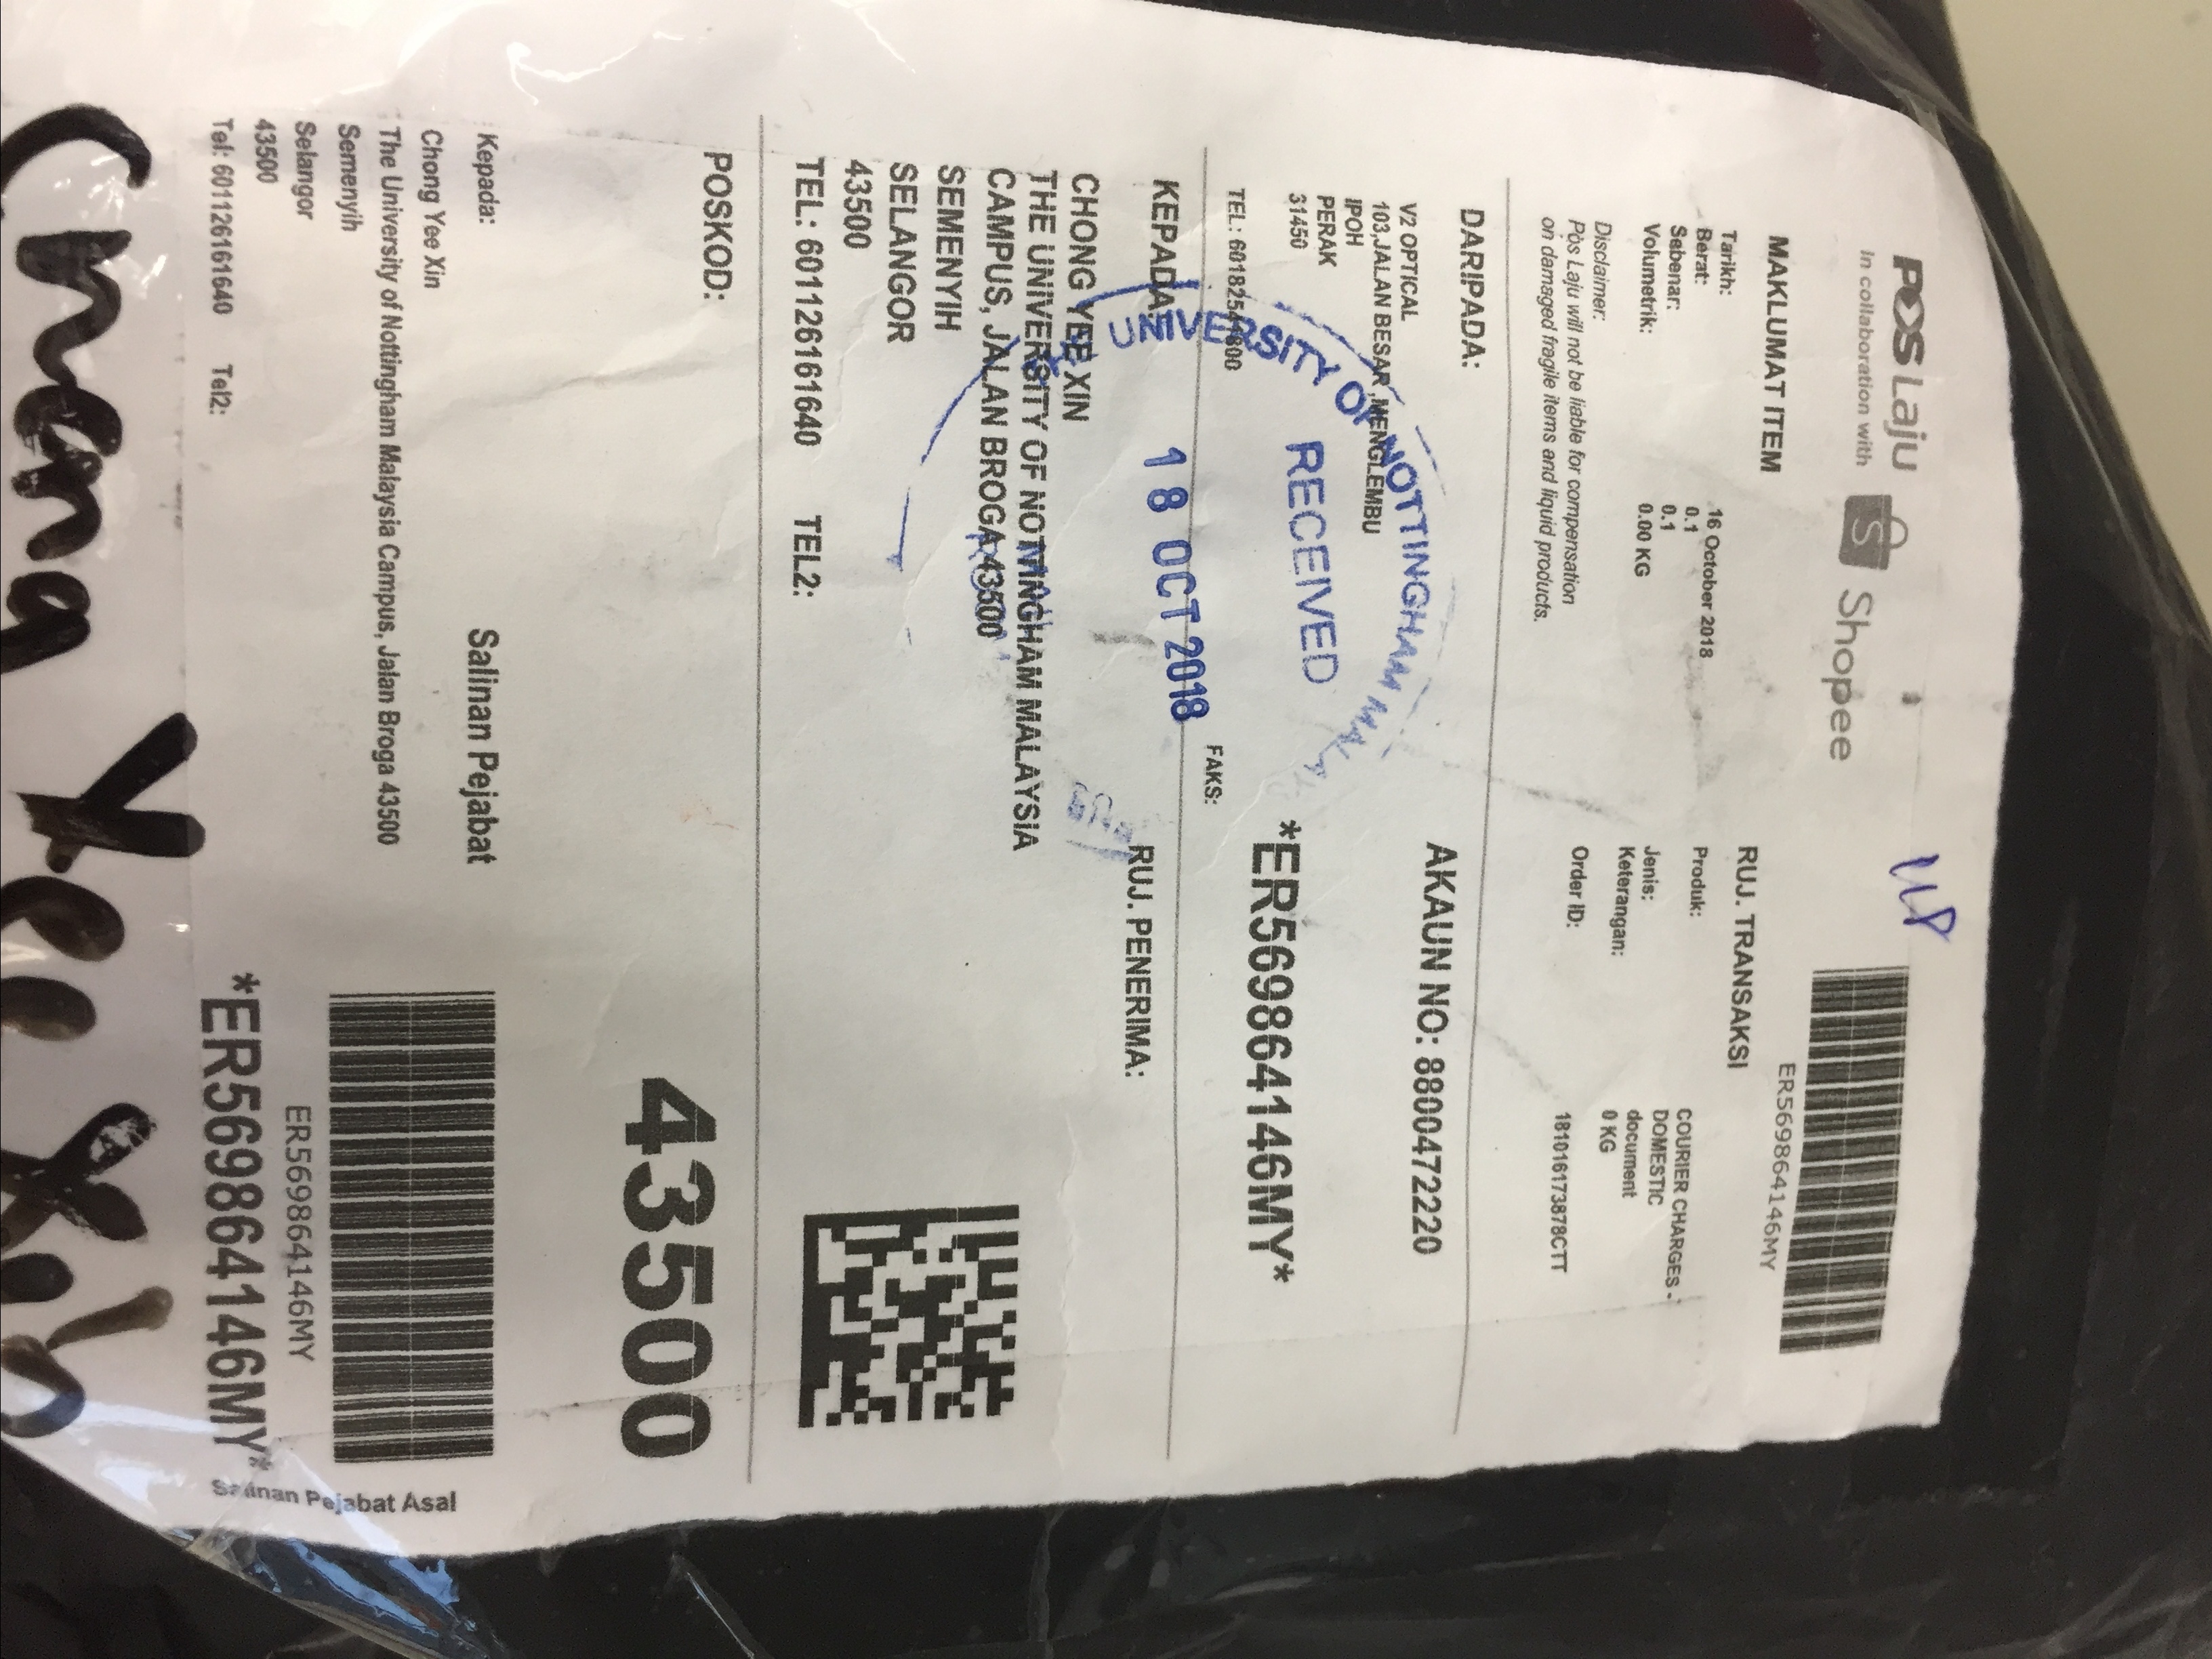 POS Laju
In collaboration with
S Shopee
118
ER569864146MY
MAKLUMAT ITEM
Tarikh: 16 October 2018
Berat: 0.1
Sebenar: 0.1
Volumetrik: 0.00 KG
Disclaimer:
Pos Laju will not be liable for compensation
on damaged fragile items and liquid products.
RUJ. TRANSAKSI
Produk: COURIER CHARGES -
DOMESTIC
Jenis: document
Keterangan: 0 KG
Order ID: 181016173878CTT
DARIPADA:
V2 OPTICAL
103,JALAN BESAR ,MENGLEMBU
IPOH
PERAK
31450
TEL: 60182541800
FAKS:
AKAUN NO: 8800472220
*ER569864146MY*
UNIVERSITY OF NOTTINGHAM MALAYS
RECEIVED
18 OCT 2018
KEPADA:
CHONG YEE XIN
THE UNIVERSITY OF NOTTINGHAM MALAYSIA
CAMPUS, JALAN BROGA 43500
SEMENYIH
SELANGOR
43500
TEL: 601126161640 TEL2:
RUJ. PENERIMA:
POSKOD: 43500
Kepada:
Salinan Pejabat
Chong Yee Xin
The University of Nottingham Malaysia Campus, Jalan Broga 43500
Semenyih
Selangor
43500
Tel: 601126161640 Tel2:
ER569864146MY
*ER569864146MY*
Salinan Pejabat Asal
Chong Yee Xin